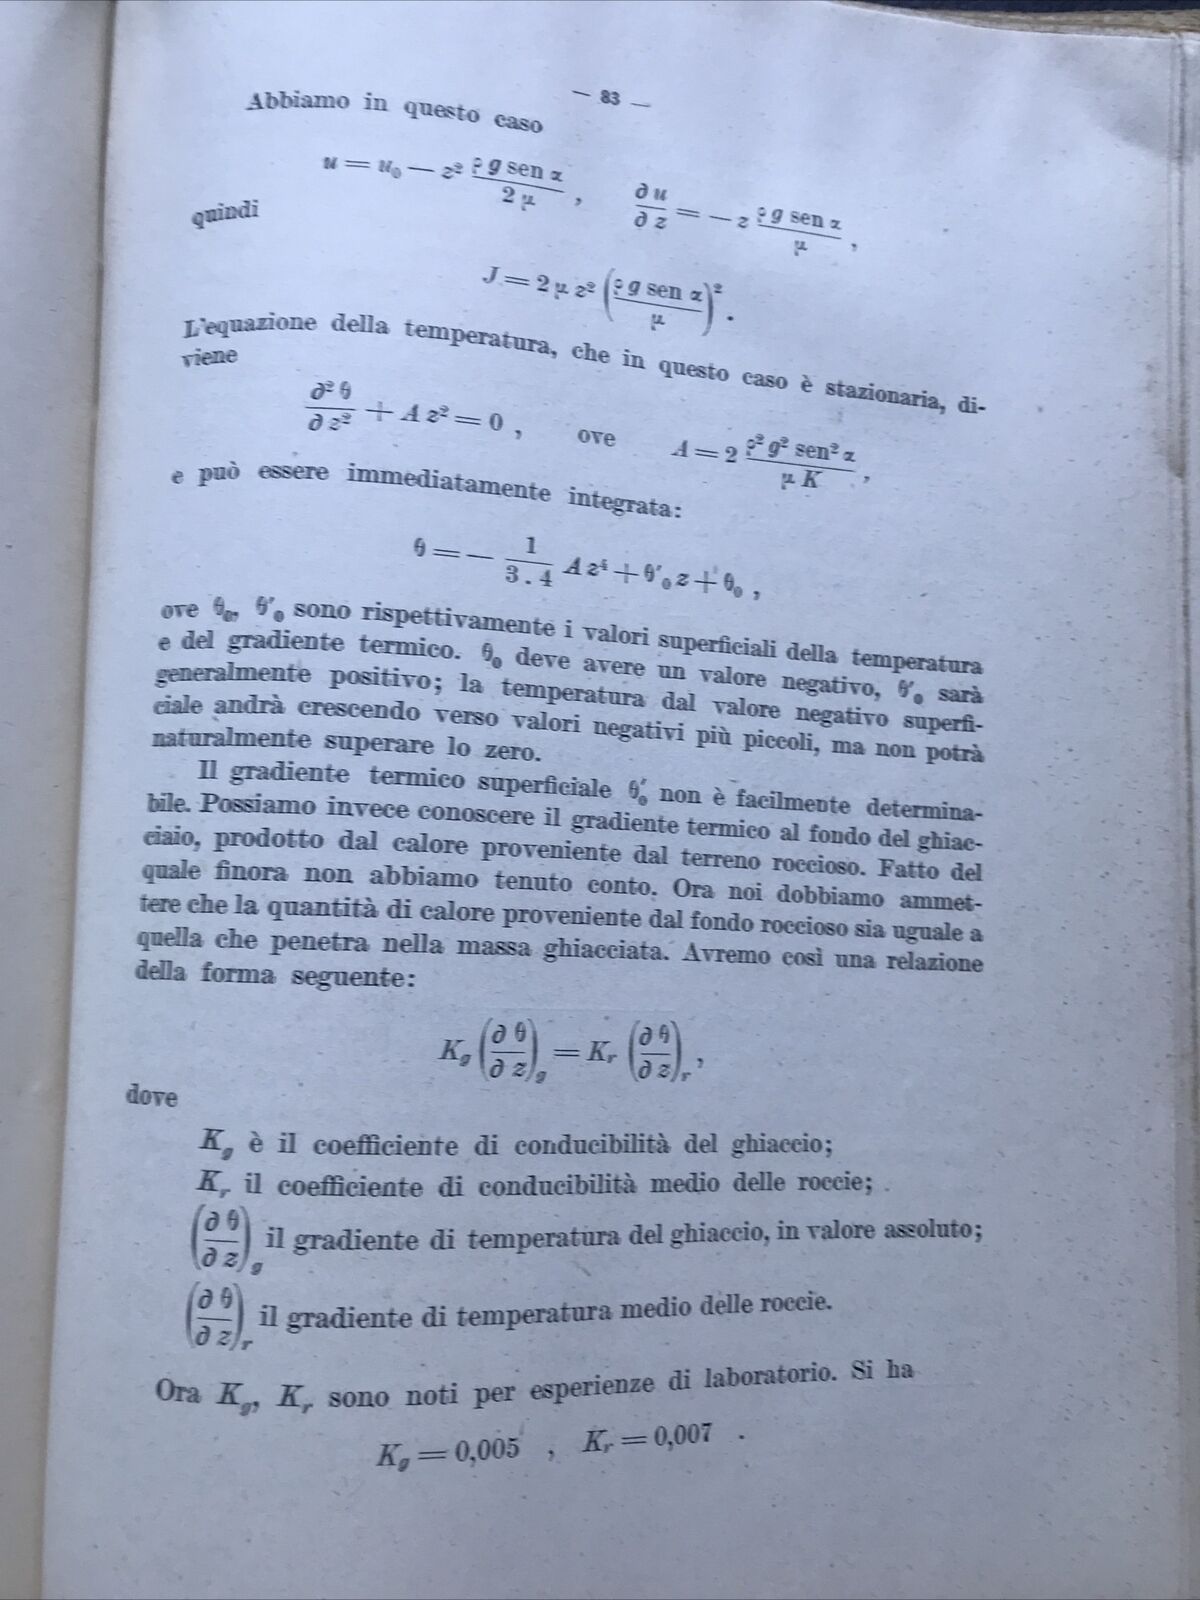 — 83 —
Abbiamo in questo caso
u = u₀ — z² ρ g sen α / 2 μ , ∂ u / ∂ z = — z ρ g sen α / μ ,
quindi
J = 2 μ z² (ρ g sen α / μ)² .
L'equazione della temperatura, che in questo caso è stazionaria, di-
viene
∂² θ / ∂ z² + A z² = 0 , ove A = 2 ρ² g² sen² α / μ K ,
e può essere immediatamente integrata:
θ = — 1 / 3 . 4 A z⁴ + θ′₀ z + θ₀ ,
ove θ₀, θ′₀ sono rispettivamente i valori superficiali della temperatura
e del gradiente termico. θ₀ deve avere un valore negativo, θ′₀ sarà
generalmente positivo; la temperatura dal valore negativo superfi-
ciale andrà crescendo verso valori negativi più piccoli, ma non potrà
naturalmente superare lo zero.
Il gradiente termico superficiale θ′₀ non è facilmente determina-
bile. Possiamo invece conoscere il gradiente termico al fondo del ghiac-
ciaio, prodotto dal calore proveniente dal terreno roccioso. Fatto del
quale finora non abbiamo tenuto conto. Ora noi dobbiamo ammet-
tere che la quantità di calore proveniente dal fondo roccioso sia uguale a
quella che penetra nella massa ghiacciata. Avremo così una relazione
della forma seguente:
K_g (∂ θ / ∂ z)_g = K_r (∂ θ / ∂ z)_r ,
dove
K_g è il coefficiente di conducibilità del ghiaccio;
K_r il coefficiente di conducibilità medio delle roccie;
(∂ θ / ∂ z)_g il gradiente di temperatura del ghiaccio, in valore assoluto;
(∂ θ / ∂ z)_r il gradiente di temperatura medio delle roccie.
Ora K_g, K_r sono noti per esperienze di laboratorio. Si ha
K_g = 0,005 , K_r = 0,007 .